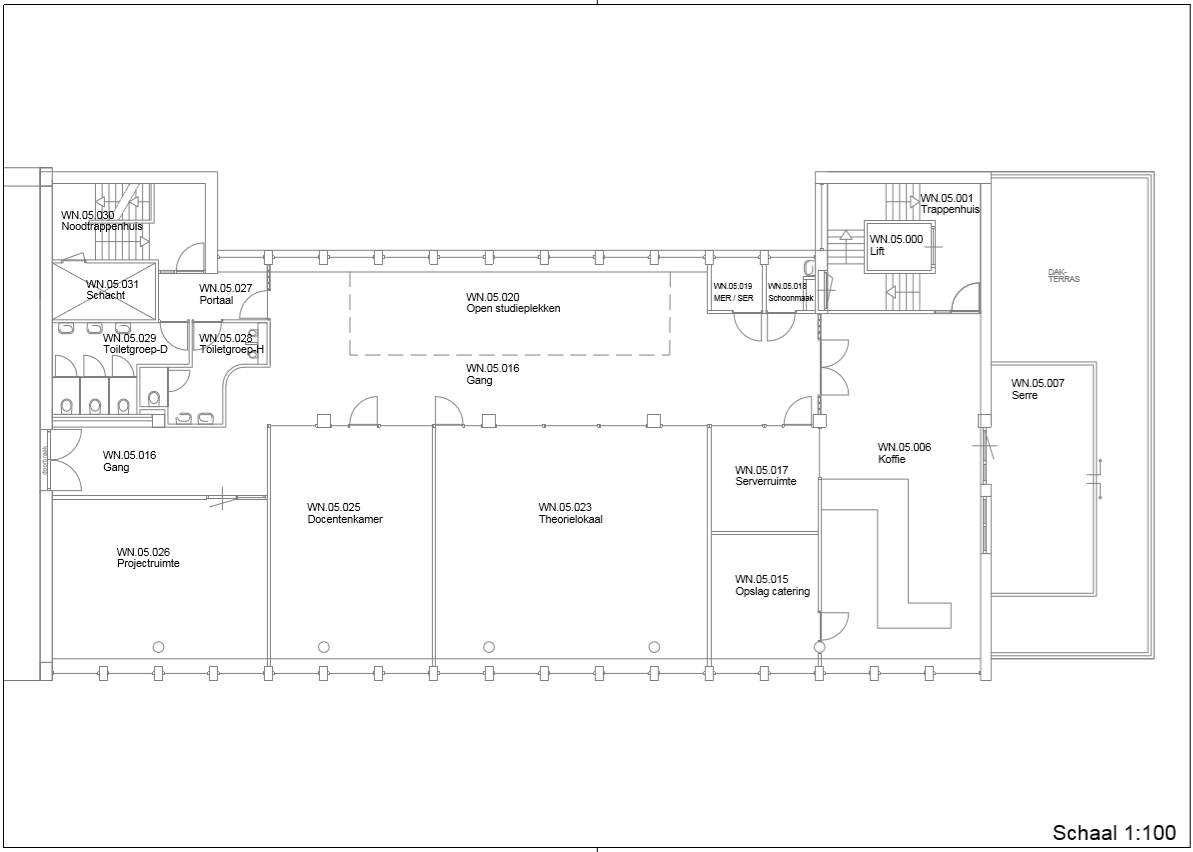 WN.05.001
Trappenhuis
WN.05.030
Noodtrappenhuis
WN.05.000
Lift
DAK-
TERRAS
WN.05.031
Schacht
WN.05.027
Portaal
WN.05.020
Open studieplekken
WN.05.019
MER / SER
WN.05.018
Schoonmaak
WN.05.029
Toiletgroep-D
WN.05.028
Toiletgroep-H
WN.05.016
Gang
WN.05.007
Serre
WN.05.016
Gang
WN.05.006
Koffie
WN.05.017
Serverruimte
WN.05.025
Docentenkamer
WN.05.023
Theorielokaal
WN.05.026
Projectruimte
WN.05.015
Opslag catering
Schaal 1:100